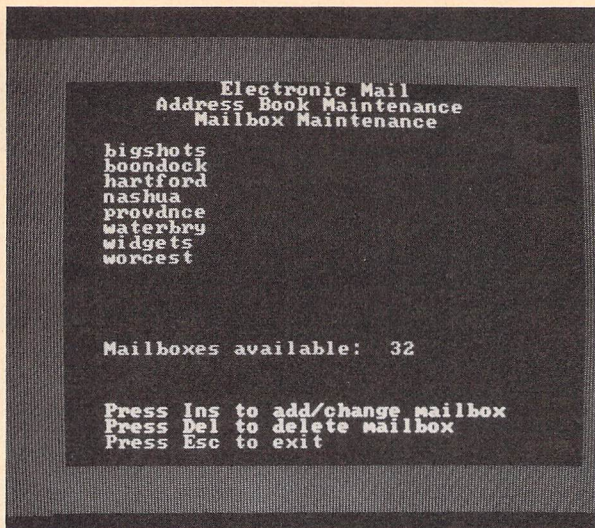 Electronic Mail
Address Book Maintenance
Mailbox Maintenance
bigshots
boondock
hartford
nashua
provdnce
waterbry
widgets
worcest
Mailboxes available: 32
Press Ins to add/change mailbox
Press Del to delete mailbox
Press Esc to exit